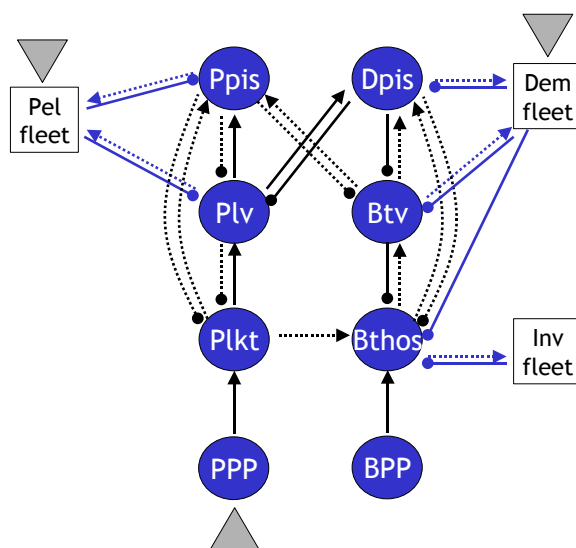 Ppis
Dpis
Pel
fleet
Dem
fleet
Plv
Btv
Plkt
Bthos
Inv
fleet
PPP
BPP